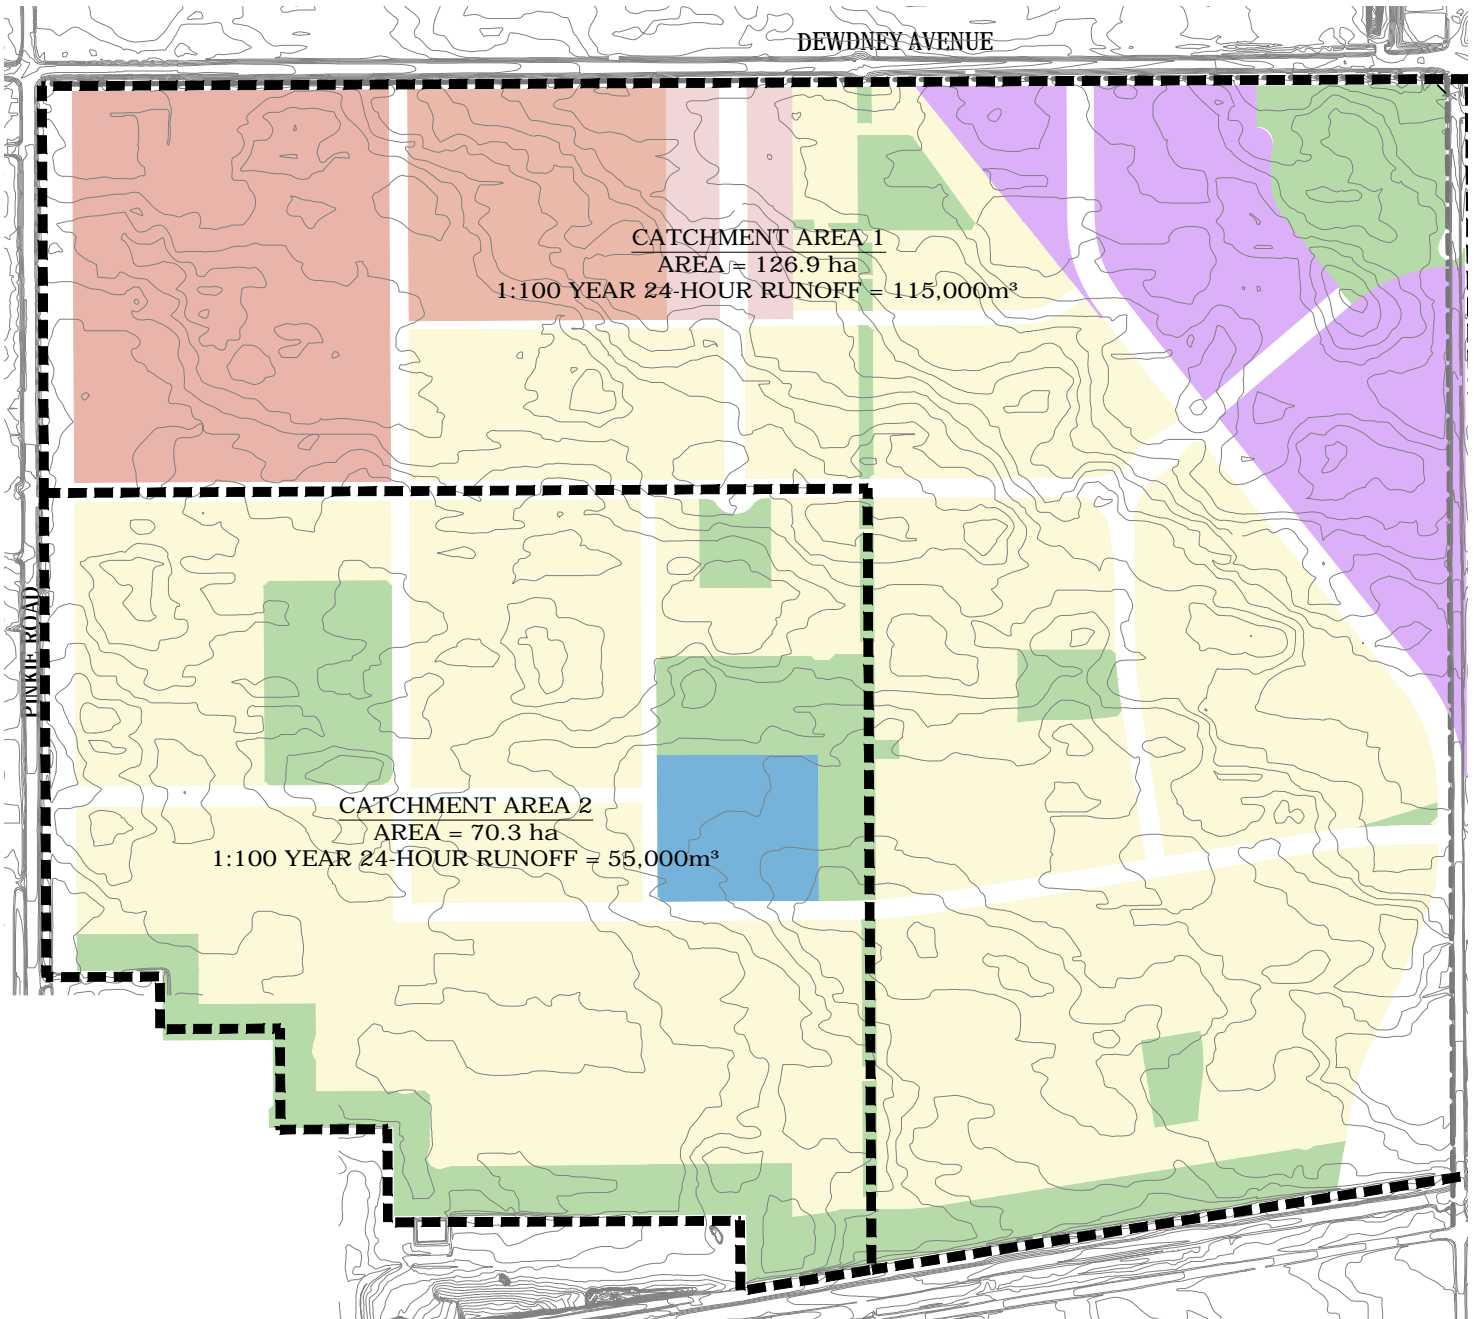 DEWDNEY AVENUE
CATCHMENT AREA 1
AREA = 126.9 ha
1:100 YEAR 24-HOUR RUNOFF = 115,000m³
PINKIE ROAD
CATCHMENT AREA 2
AREA = 70.3 ha
1:100 YEAR 24-HOUR RUNOFF = 55,000m³